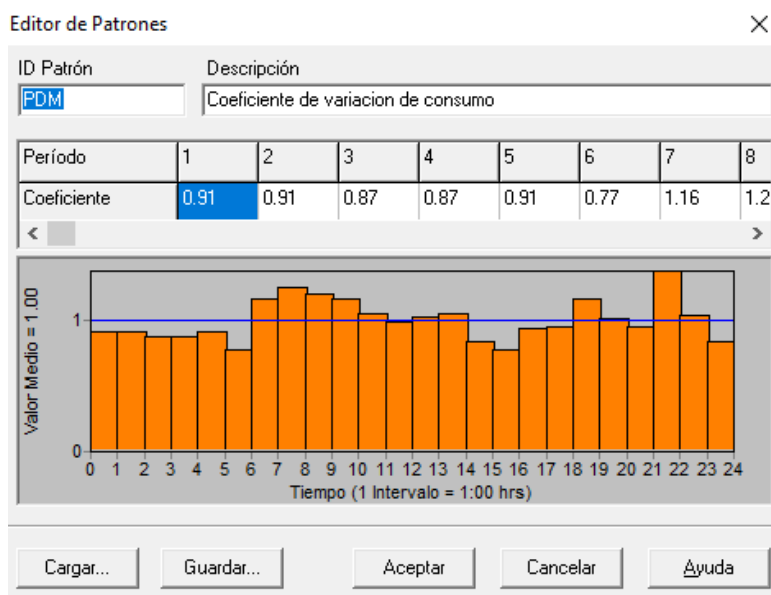 Editor de Patrones
ID Patrón Descripción
PDM Coeficiente de variacion de consumo
Período 1 2 3 4 5 6 7 8
Coeficiente 0.91 0.91 0.87 0.87 0.91 0.77 1.16 1.2
Valor Medio = 1.00
1
0
0 1 2 3 4 5 6 7 8 9 10 11 12 13 14 15 16 17 18 19 20 21 22 23 24
Tiempo (1 Intervalo = 1:00 hrs)
Cargar... Guardar... Aceptar Cancelar Ayuda